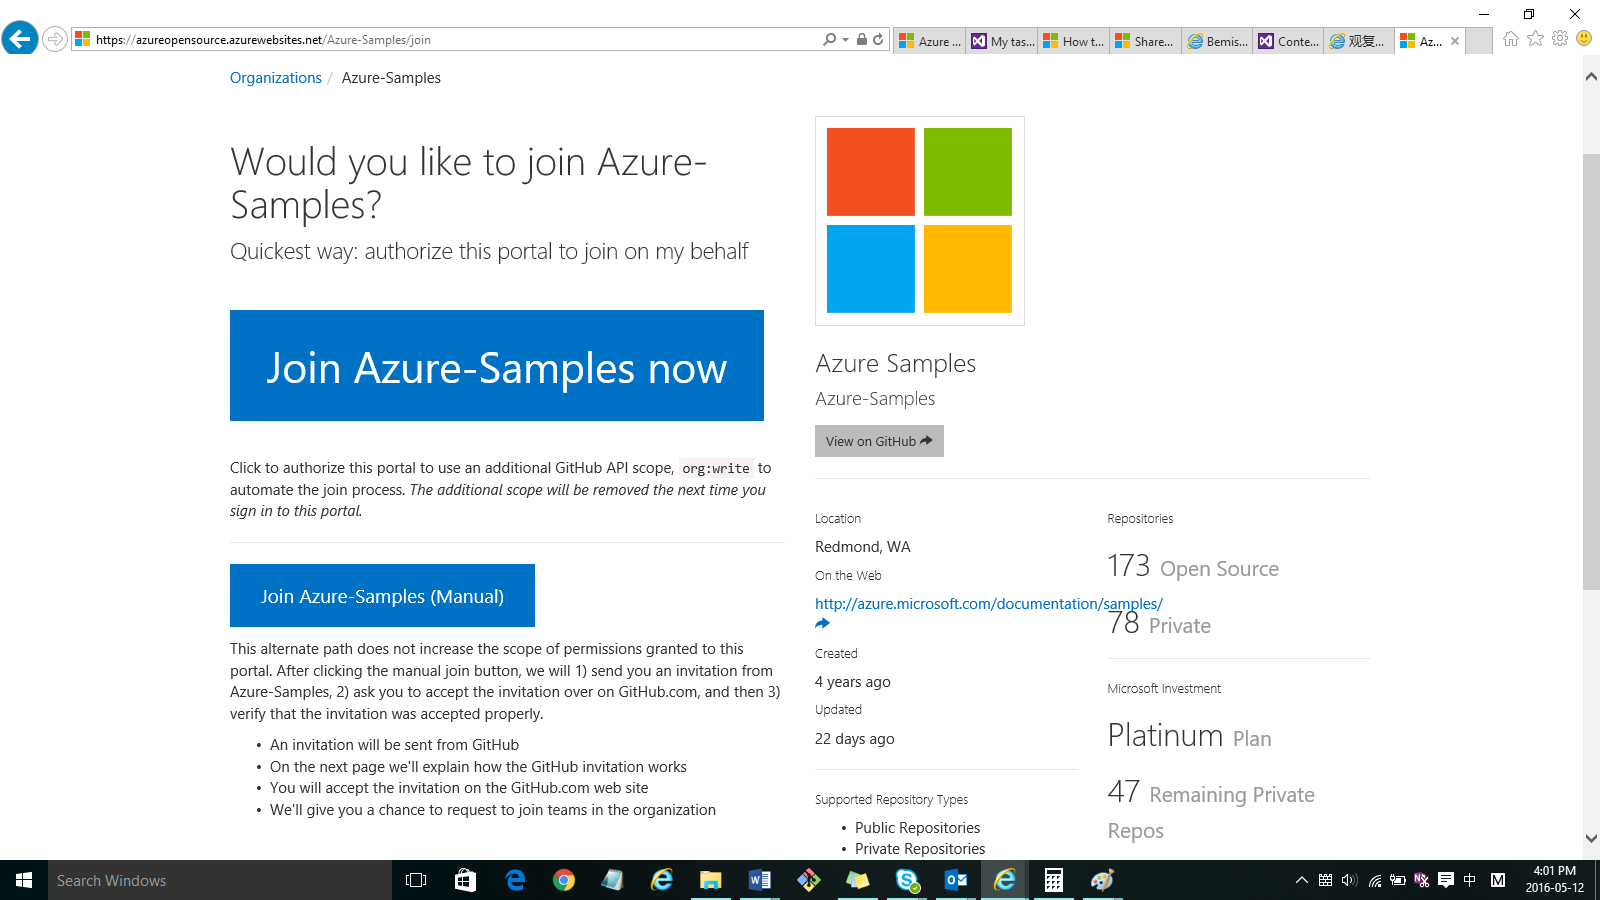 https://azureopensource.azurewebsites.net/Azure-Samples/join
Azure ...
My tas...
How t...
Share...
Bemis...
Conte...
观复...
Az...
Organizations / Azure-Samples
Would you like to join Azure-
Samples?
Quickest way: authorize this portal to join on my behalf
Join Azure-Samples now
Click to authorize this portal to use an additional GitHub API scope, org:write to
automate the join process. The additional scope will be removed the next time you
sign in to this portal.
Join Azure-Samples (Manual)
This alternate path does not increase the scope of permissions granted to this
portal. After clicking the manual join button, we will 1) send you an invitation from
Azure-Samples, 2) ask you to accept the invitation over on GitHub.com, and then 3)
verify that the invitation was accepted properly.
• An invitation will be sent from GitHub
• On the next page we'll explain how the GitHub invitation works
• You will accept the invitation on the GitHub.com web site
• We'll give you a chance to request to join teams in the organization
Azure Samples
Azure-Samples
View on GitHub
Location
Redmond, WA
On the Web
http://azure.microsoft.com/documentation/samples/
Created
4 years ago
Updated
22 days ago
Supported Repository Types
• Public Repositories
• Private Repositories
Repositories
173 Open Source
78 Private
Microsoft Investment
Platinum Plan
47 Remaining Private
Repos
Search Windows
中
M
4:01 PM
2016-05-12